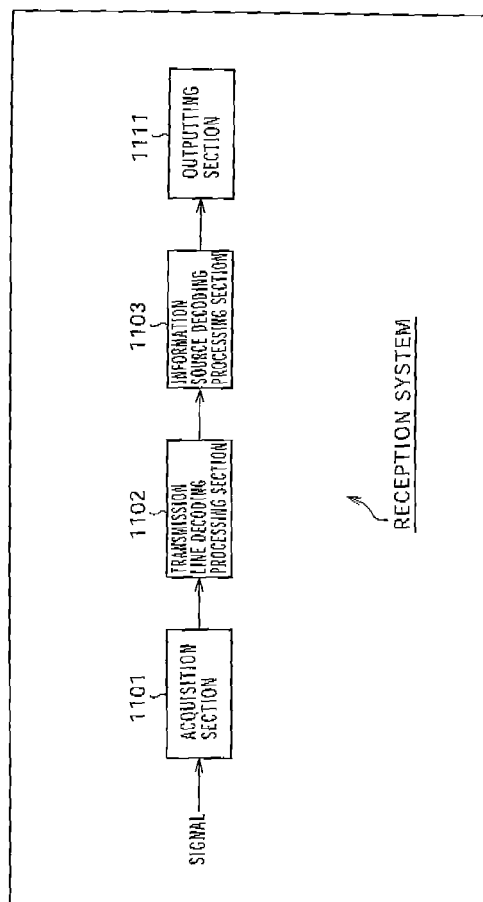 SIGNAL
1101
ACQUISITION
SECTION
1102
TRANSMISSION
LINE DECODING
PROCESSING SECTION
1103
INFORMATION
SOURCE DECODING
PROCESSING SECTION
1111
OUTPUTTING
SECTION
RECEPTION SYSTEM